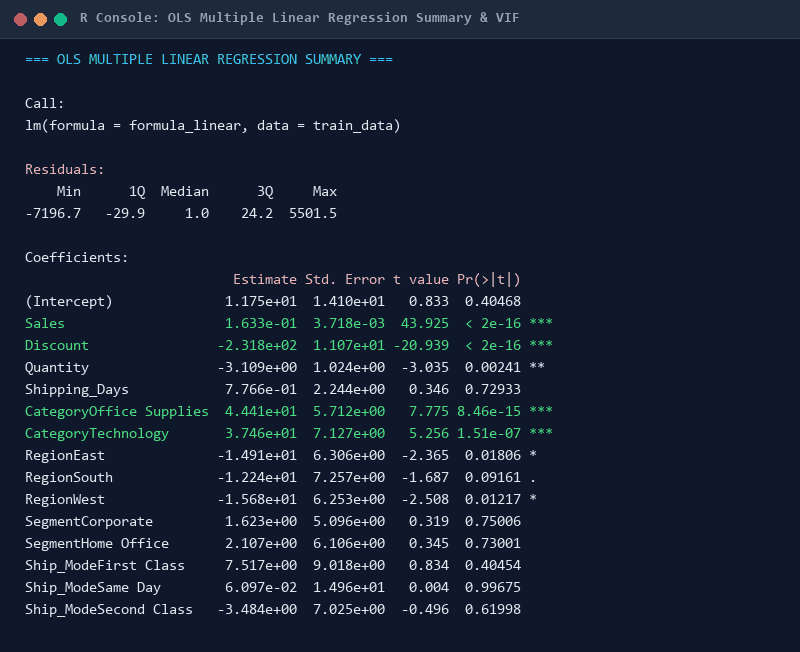 R Console: OLS Multiple Linear Regression Summary & VIF
=== OLS MULTIPLE LINEAR REGRESSION SUMMARY ===
Call:
lm(formula = formula_linear, data = train_data)
Residuals:
    Min      1Q  Median      3Q     Max
-7196.7   -29.9     1.0    24.2  5501.5
Coefficients:
                          Estimate Std. Error t value Pr(>|t|)
(Intercept)              1.175e+01  1.410e+01   0.833  0.40468
Sales                    1.633e-01  3.718e-03  43.925  < 2e-16 ***
Discount                -2.318e+02  1.107e+01 -20.939  < 2e-16 ***
Quantity                -3.109e+00  1.024e+00  -3.035  0.00241 **
Shipping_Days            7.766e-01  2.244e+00   0.346  0.72933
CategoryOffice Supplies  4.441e+01  5.712e+00   7.775 8.46e-15 ***
CategoryTechnology       3.746e+01  7.127e+00   5.256 1.51e-07 ***
RegionEast              -1.491e+01  6.306e+00  -2.365  0.01806 *
RegionSouth             -1.224e+01  7.257e+00  -1.687  0.09161 .
RegionWest              -1.568e+01  6.253e+00  -2.508  0.01217 *
SegmentCorporate         1.623e+00  5.096e+00   0.319  0.75006
SegmentHome Office       2.107e+00  6.106e+00   0.345  0.73001
Ship_ModeFirst Class     7.517e+00  9.018e+00   0.834  0.40454
Ship_ModeSame Day        6.097e-02  1.496e+01   0.004  0.99675
Ship_ModeSecond Class   -3.484e+00  7.025e+00  -0.496  0.61998